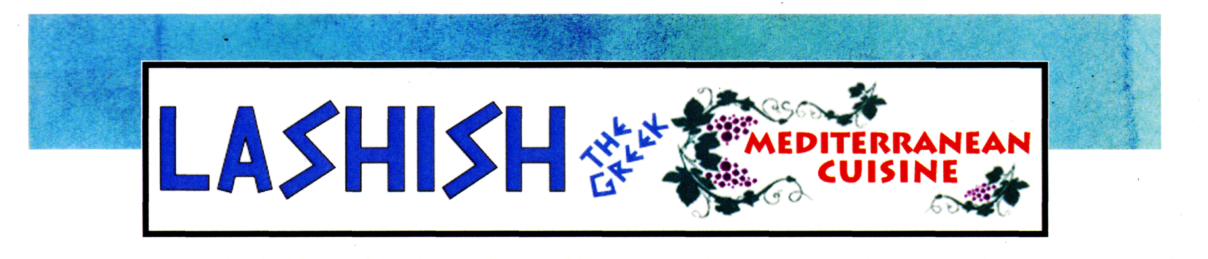 LASHISH
THE
GREEK
MEDITERRANEAN
CUISINE